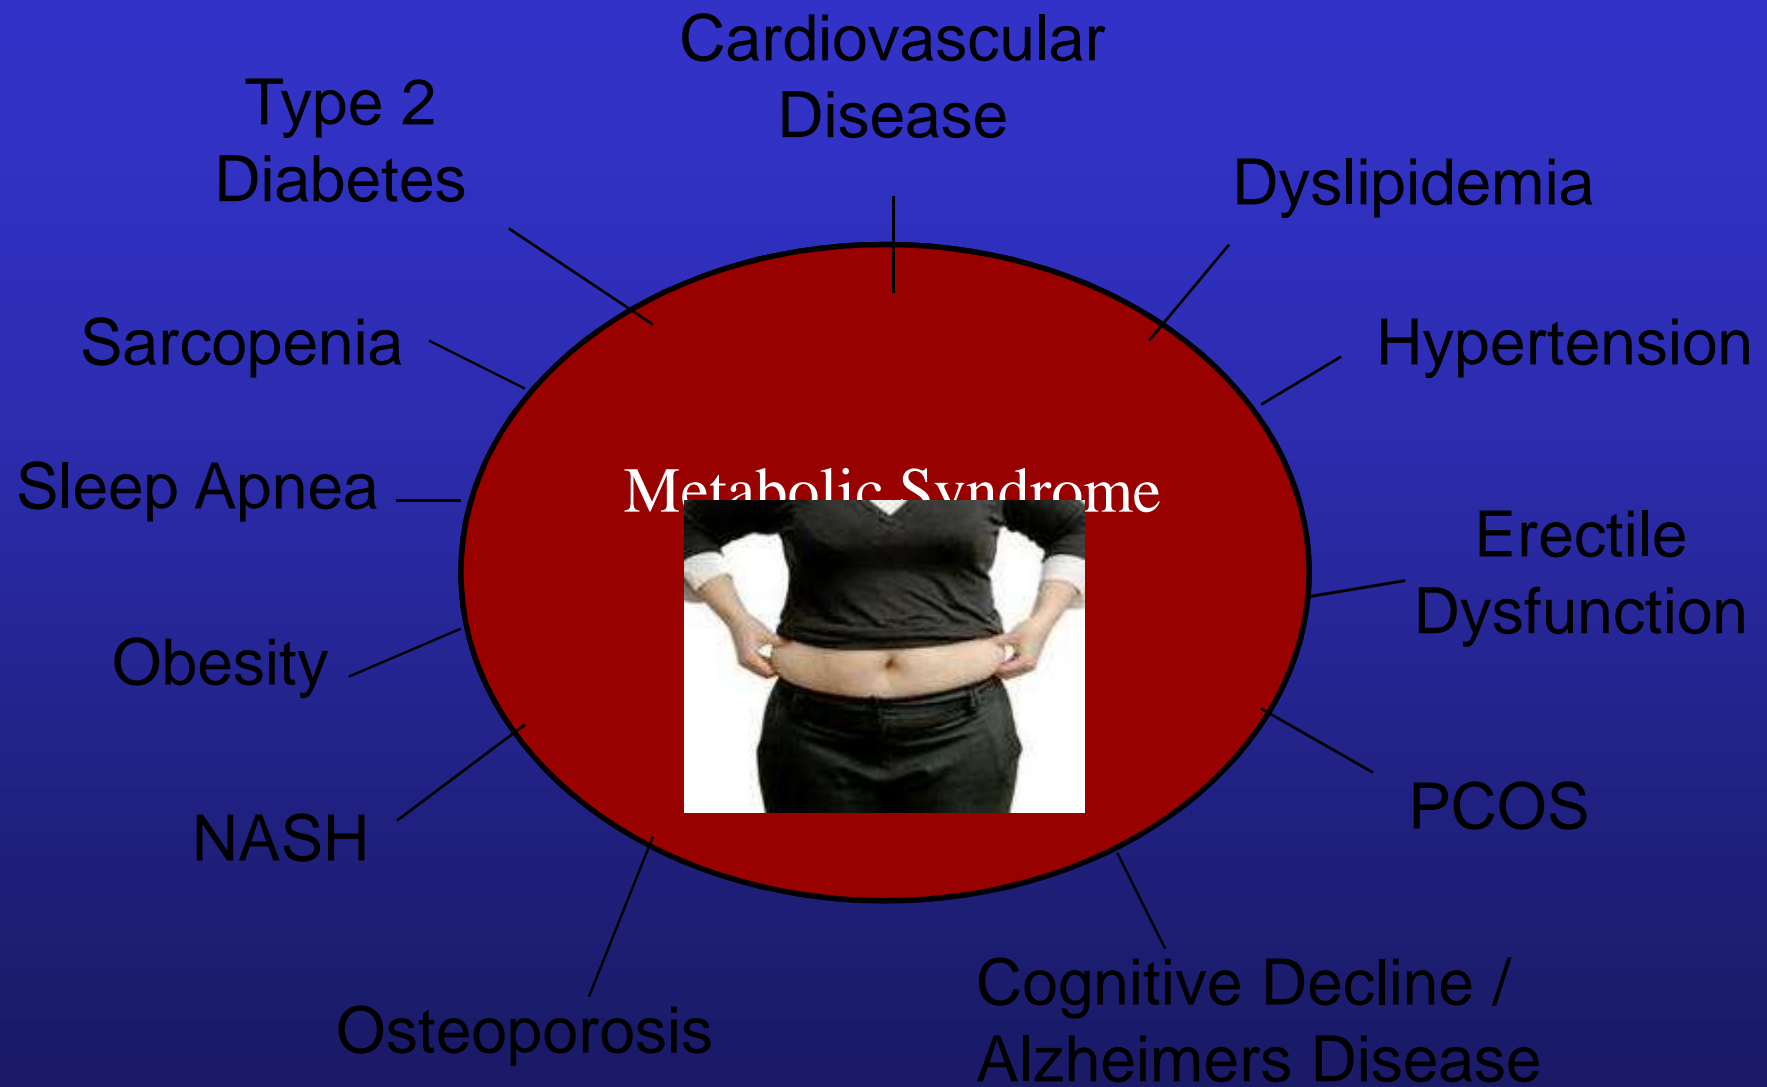 Cardiovascular
Disease
Type 2
Diabetes
Dyslipidemia
Sarcopenia
Hypertension
Metabolic Syndrome
Sleep Apnea
Erectile
Dysfunction
Obesity
PCOS
NASH
Cognitive Decline /
Alzheimers Disease
Osteoporosis